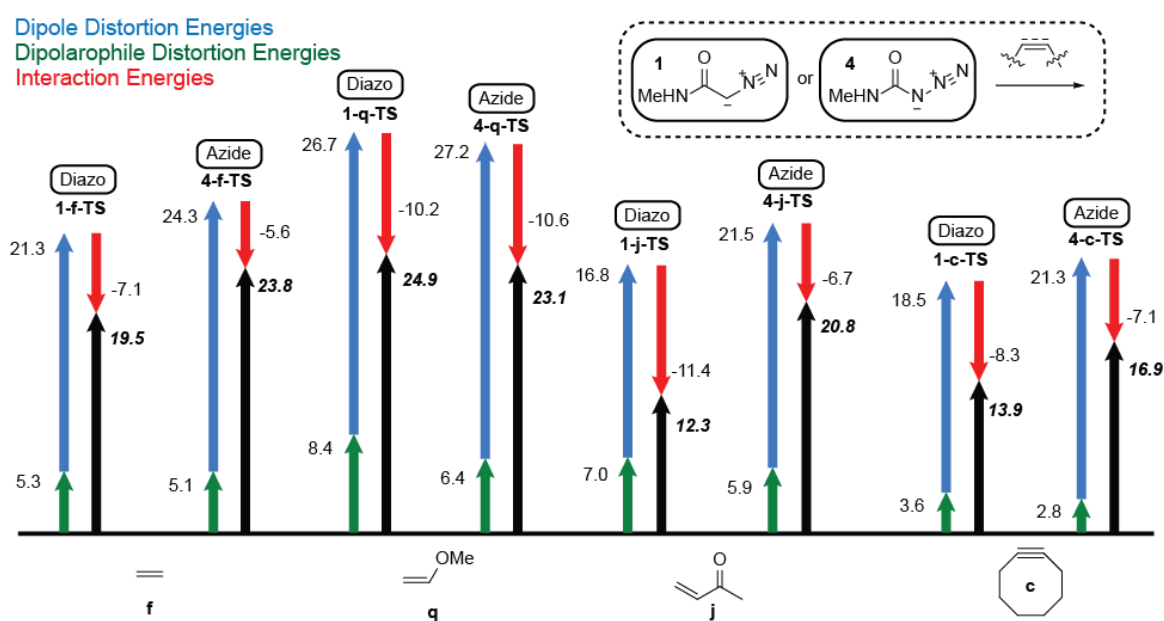 Dipole Distortion Energies
Dipolarophile Distortion Energies
Interaction Energies
1
O
MeHN
N
+
N
−
or
4
O
MeHN
N
−
+
N
N
Diazo
1-f-TS
21.3
-7.1
19.5
5.3
Azide
4-f-TS
24.3
-5.6
23.8
5.1
Diazo
1-q-TS
26.7
-10.2
24.9
8.4
Azide
4-q-TS
27.2
-10.6
23.1
6.4
Diazo
1-j-TS
16.8
-11.4
12.3
7.0
Azide
4-j-TS
21.5
-6.7
20.8
5.9
Diazo
1-c-TS
18.5
-8.3
13.9
3.6
Azide
4-c-TS
21.3
-7.1
16.9
2.8
f
OMe
q
O
j
c